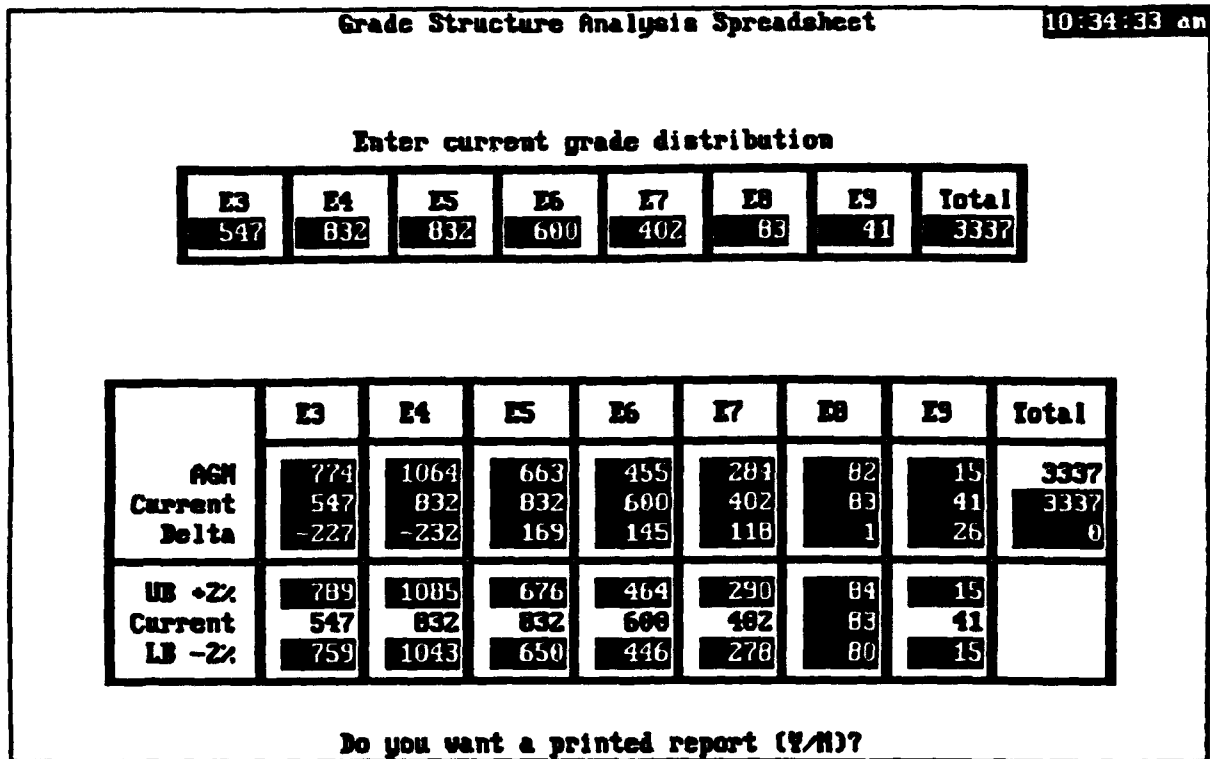 Grade Structure Analysis Spreadsheet 10:34:33 am
Enter current grade distribution
E3 E4 E5 E6 E7 E8 E9 Total
547 832 832 600 402 83 41 3337
E3 E4 E5 E6 E7 E8 E9 Total
AGM 774 1064 663 455 284 82 15 3337
Current 547 832 832 600 402 83 41 3337
Delta -227 -232 169 145 118 1 26 0
UB +2% 789 1085 676 464 290 84 15
Current 547 832 832 600 402 83 41
LB -2% 759 1043 650 446 278 80 15
Do you want a printed report (Y/N)?